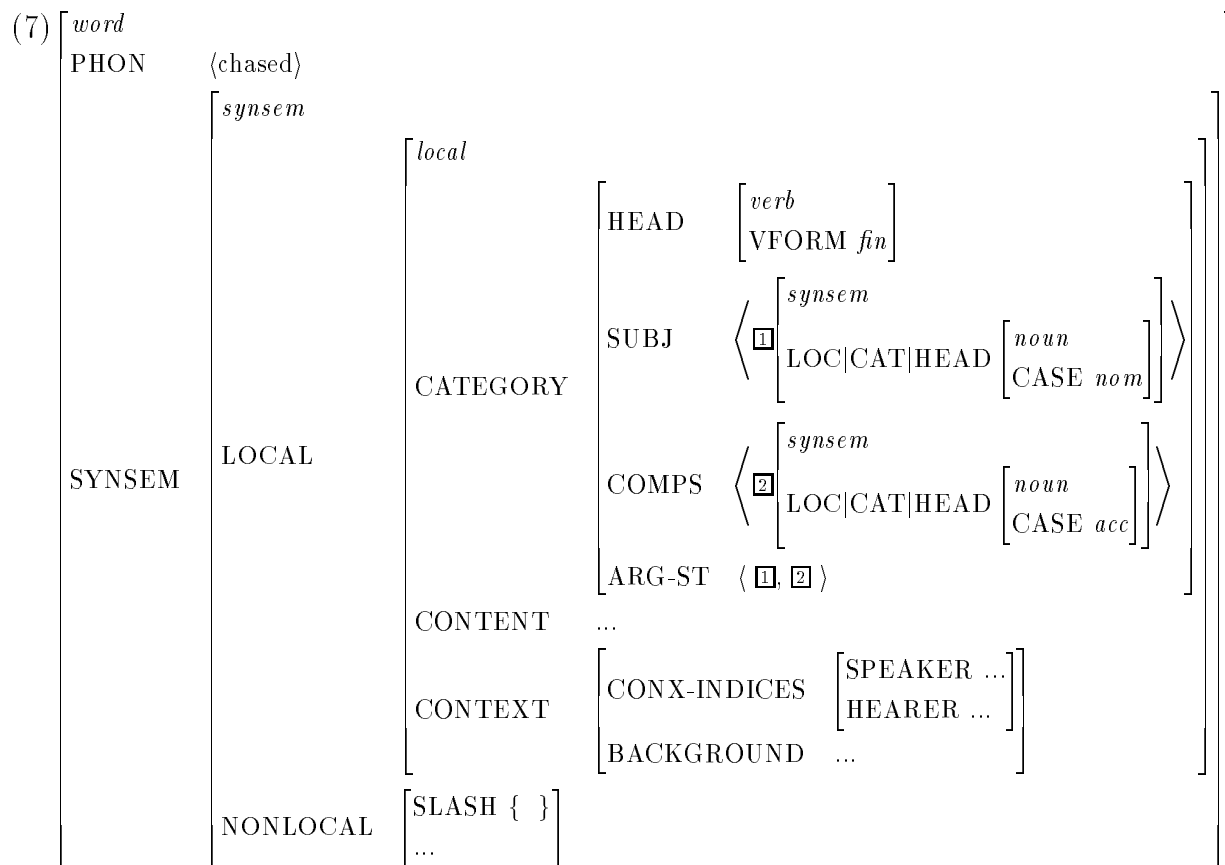 (7) word
PHON ⟨chased⟩
synsem
local
HEAD verb
VFORM fin
SUBJ ⟨ 1 synsem
LOC|CAT|HEAD noun
CASE nom ⟩
CATEGORY
COMPS ⟨ 2 synsem
LOC|CAT|HEAD noun
CASE acc ⟩
LOCAL
SYNSEM
ARG-ST ⟨ 1, 2 ⟩
CONTENT ...
CONX-INDICES SPEAKER ...
HEARER ...
CONTEXT
BACKGROUND ...
NONLOCAL SLASH { }
...